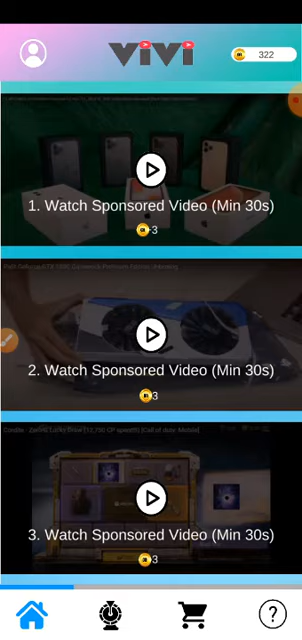 ViVi
322
1. Watch Sponsored Video (Min 30s)
3
2. Watch Sponsored Video (Min 30s)
3
3. Watch Sponsored Video (Min 30s)
3
?